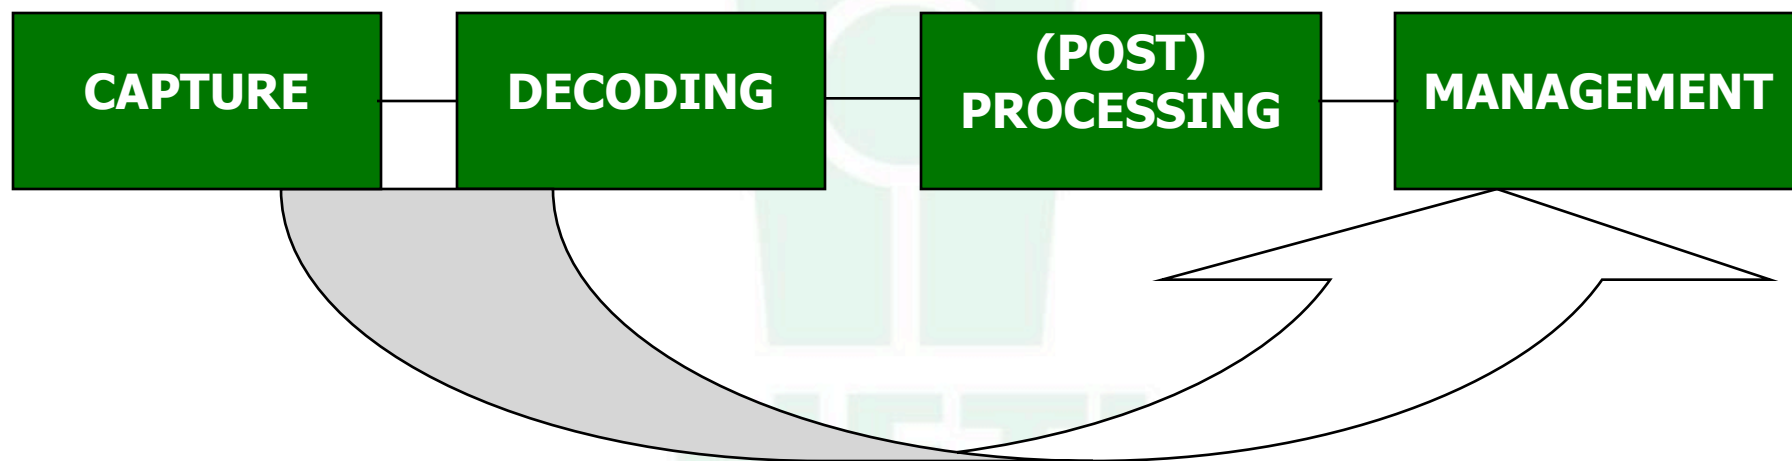 CAPTURE
DECODING
(POST)
PROCESSING
MANAGEMENT